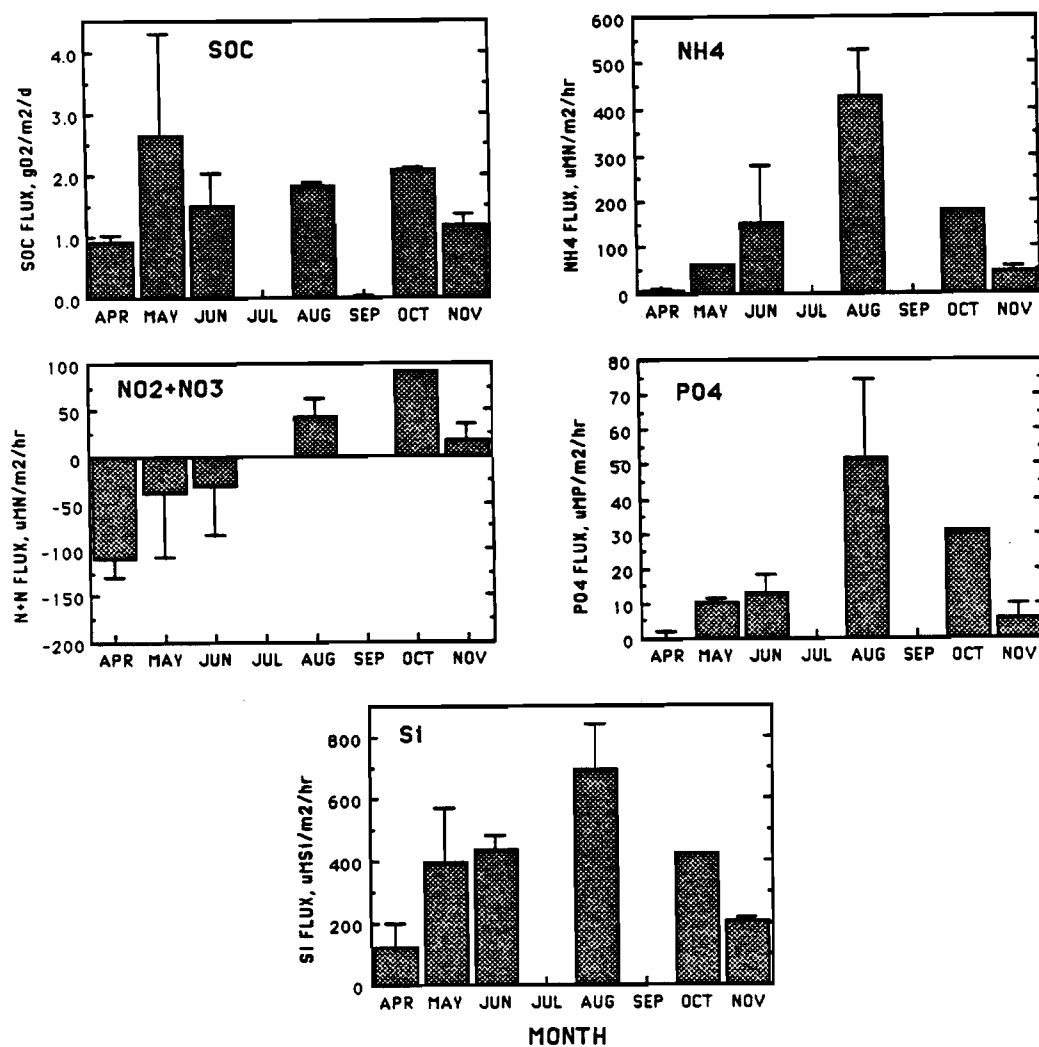 SOC
SOC FLUX, gO2/m2/d
4.0
3.0
2.0
1.0
0.0
APR MAY JUN JUL AUG SEP OCT NOV
NH4
NH4 FLUX, uMN/m2/hr
600
500
400
300
200
100
0
APR MAY JUN JUL AUG SEP OCT NOV
NO2+NO3
N+N FLUX, uMN/m2/hr
100
50
0
-50
-100
-150
-200
APR MAY JUN JUL AUG SEP OCT NOV
PO4
PO4 FLUX, uMP/m2/hr
80
70
60
50
40
30
20
10
0
APR MAY JUN JUL AUG SEP OCT NOV
Si
SI FLUX, uMSi/m2/hr
800
600
400
200
0
APR MAY JUN JUL AUG SEP OCT NOV
MONTH